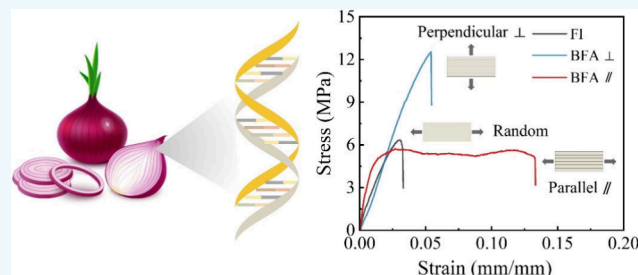 Perpendicular ⊥
FI
BFA ⊥
BFA //
Random
Parallel //
Stress (MPa)
15
12
9
6
3
0
0.00
0.05
0.10
0.15
0.20
Strain (mm/mm)